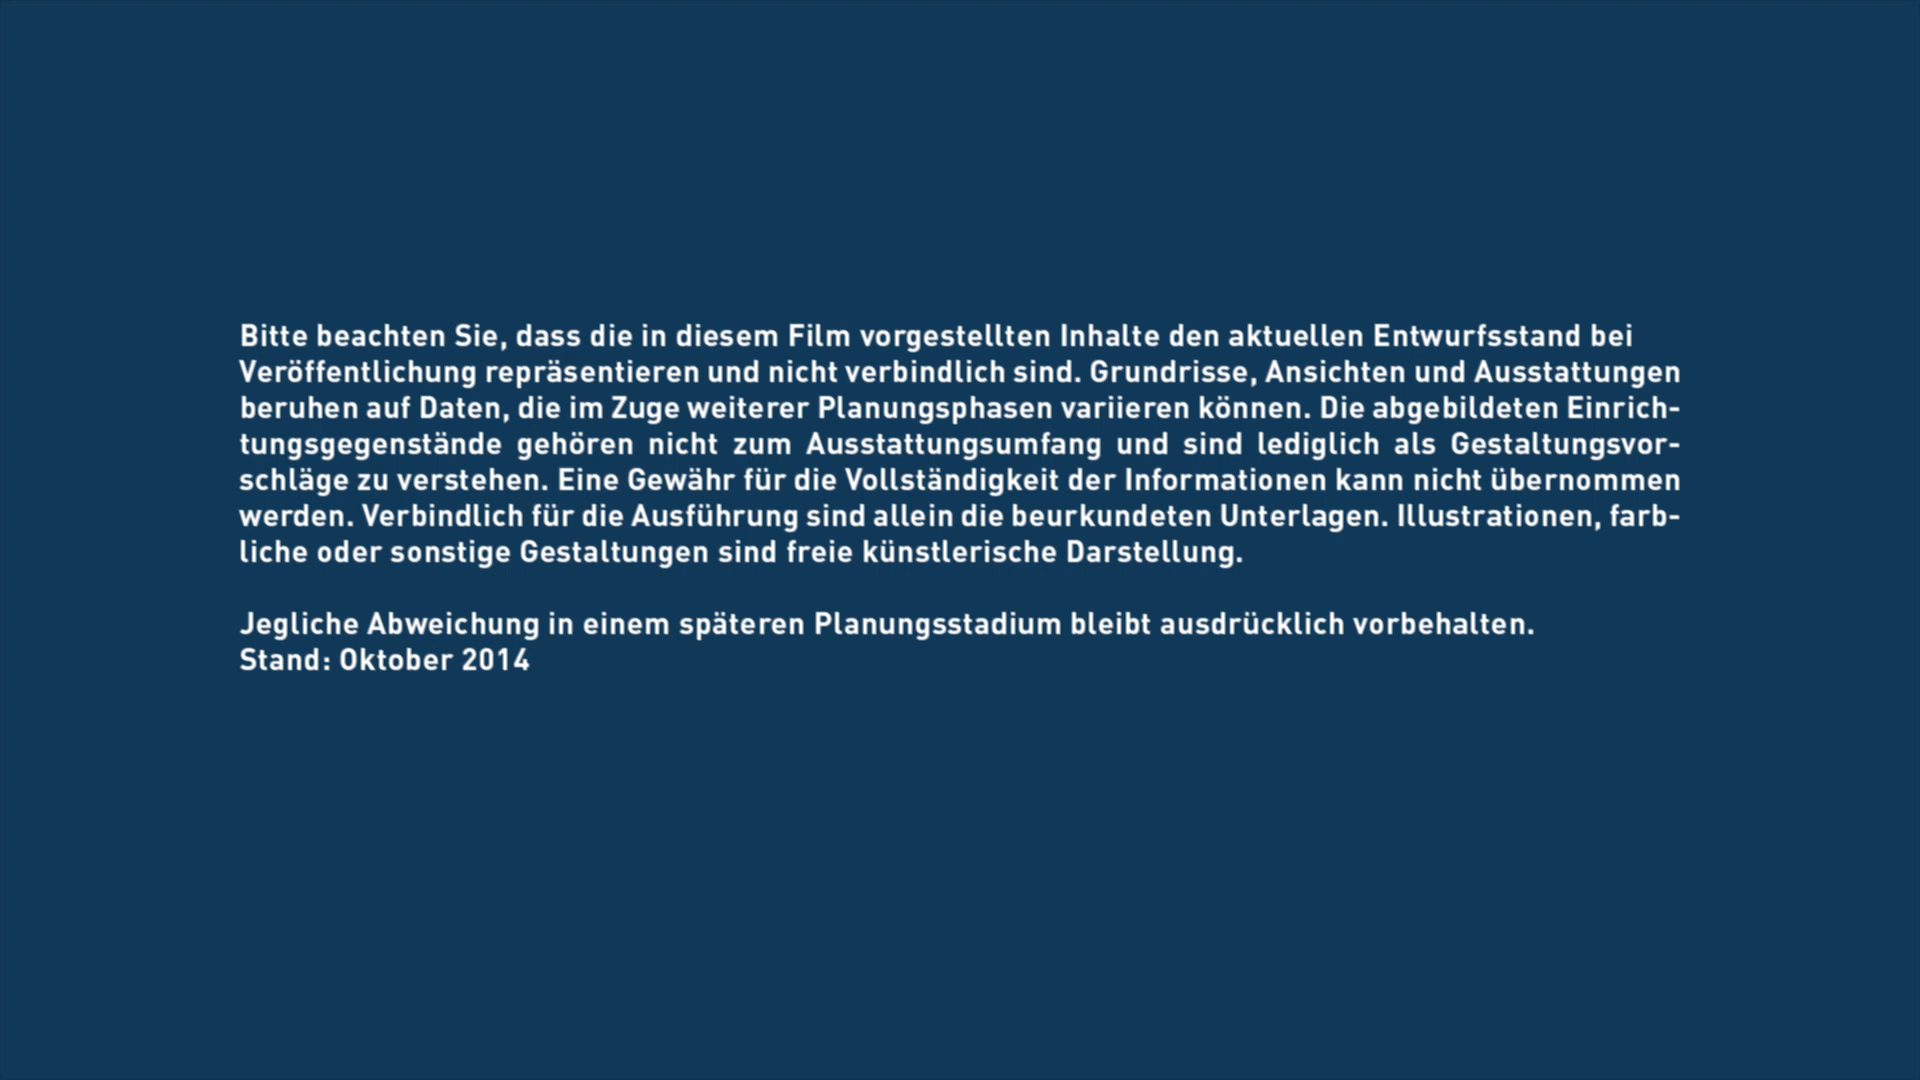 Bitte beachten Sie, dass die in diesem Film vorgestellten Inhalte den aktuellen Entwurfsstand bei
Veröffentlichung repräsentieren und nicht verbindlich sind. Grundrisse, Ansichten und Ausstattungen
beruhen auf Daten, die im Zuge weiterer Planungsphasen variieren können. Die abgebildeten Einrich-
tungsgegenstände gehören nicht zum Ausstattungsumfang und sind lediglich als Gestaltungsvor-
schläge zu verstehen. Eine Gewähr für die Vollständigkeit der Informationen kann nicht übernommen
werden. Verbindlich für die Ausführung sind allein die beurkundeten Unterlagen. Illustrationen, farb-
liche oder sonstige Gestaltungen sind freie künstlerische Darstellung.
Jegliche Abweichung in einem späteren Planungsstadium bleibt ausdrücklich vorbehalten.
Stand: Oktober 2014